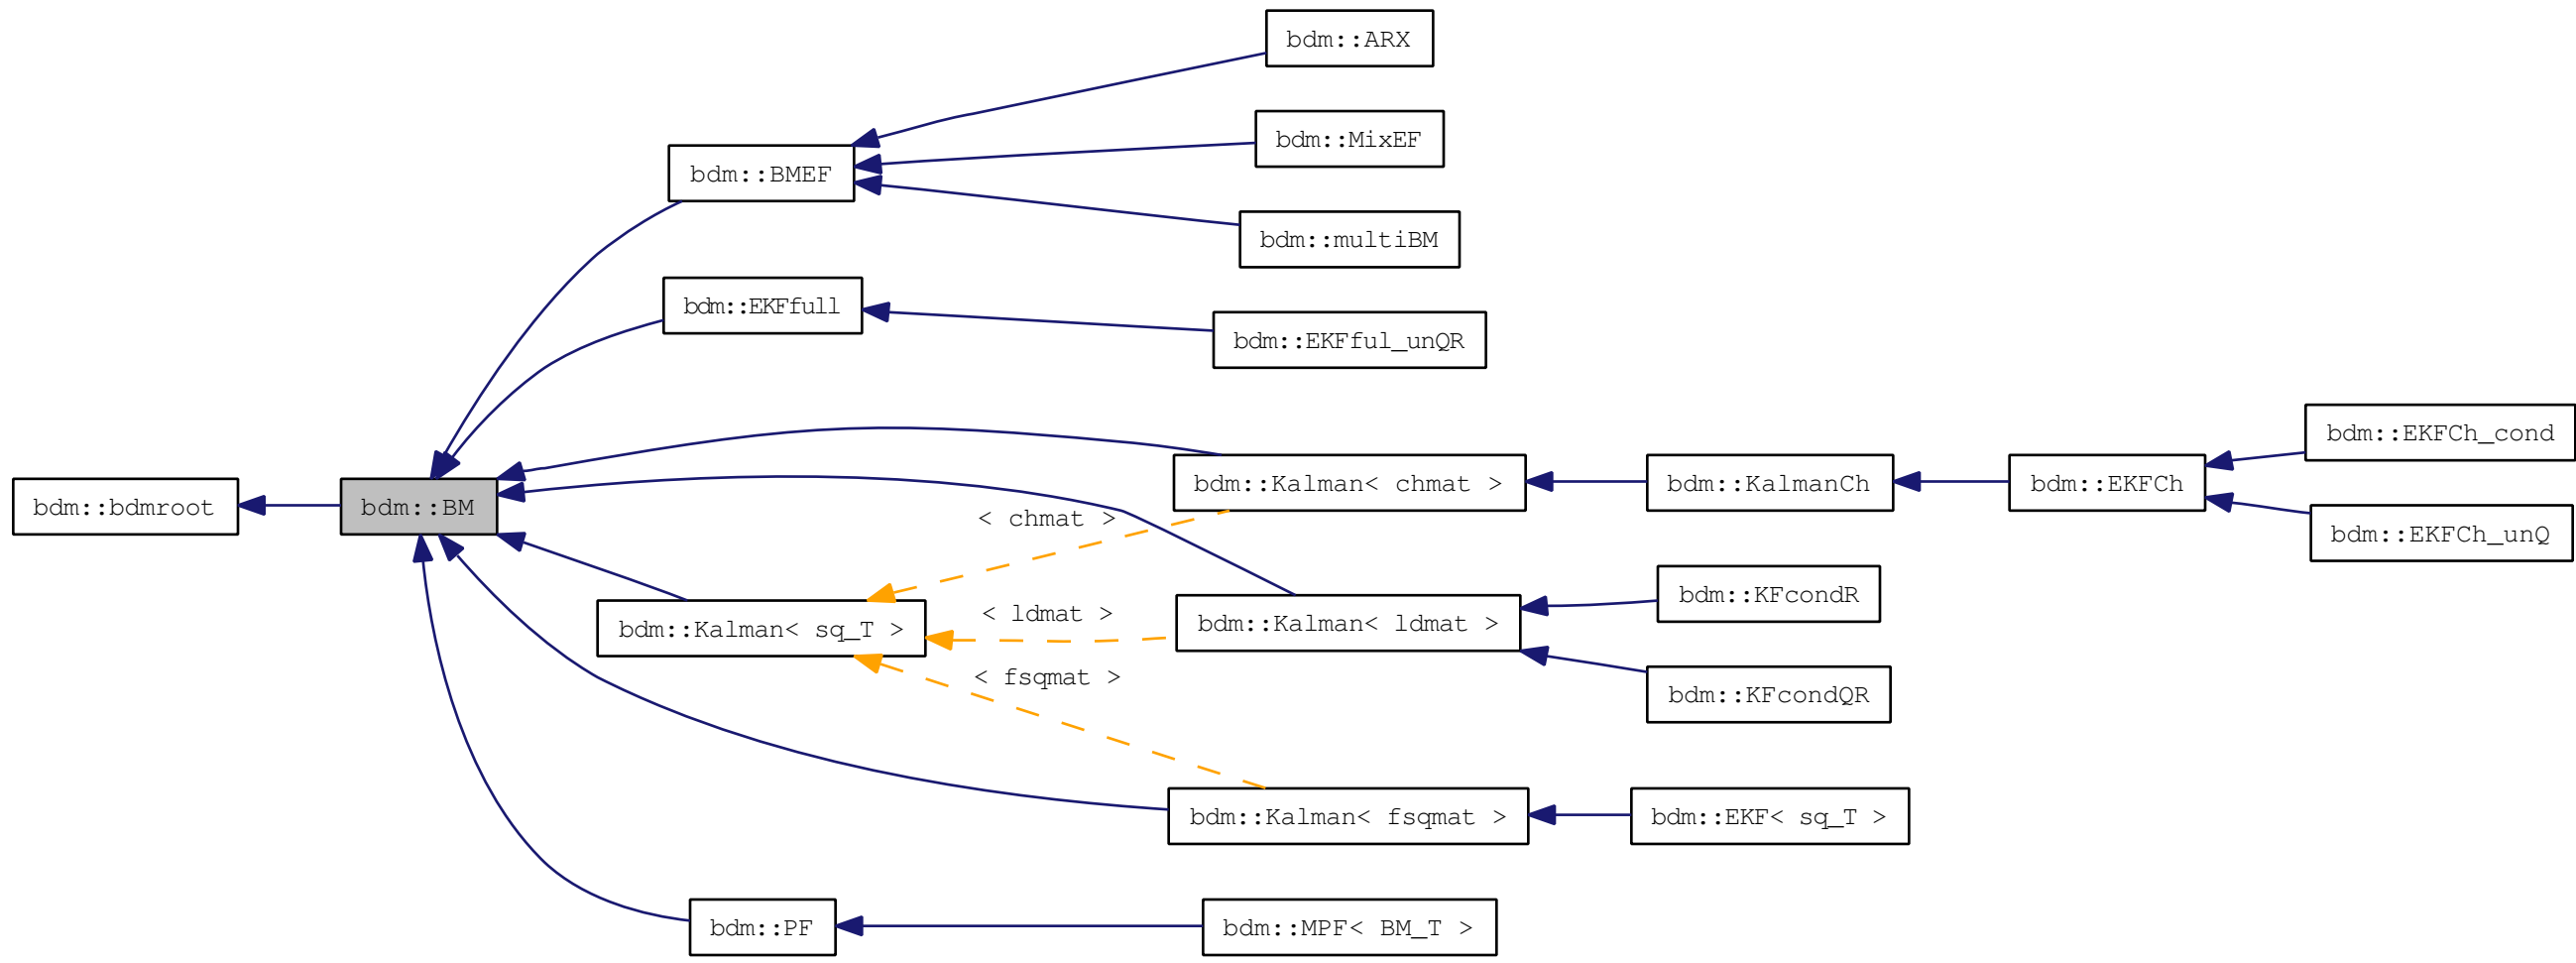 bdm::ARX
bdm::MixEF
bdm::BMEF
bdm::multiBM
bdm::EKFfull
bdm::EKFful_unQR
bdm::EKFCh_cond
bdm::Kalman< chmat >
bdm::KalmanCh
bdm::EKFCh
bdm::bdmroot
bdm::BM
< chmat >
bdm::EKFCh_unQ
bdm::KFcondR
< ldmat >
bdm::Kalman< sq_T >
bdm::Kalman< ldmat >
< fsqmat >
bdm::KFcondQR
bdm::Kalman< fsqmat >
bdm::EKF< sq_T >
bdm::PF
bdm::MPF< BM_T >